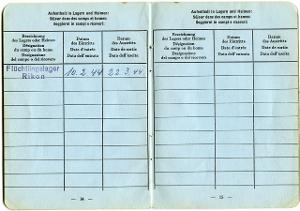 Aufenthalt in Lagern und Heimen:
Séjour dans des camps et homes:
Soggiorni in campi e ricoveri:
Bezeichnung
des Lagers oder Heimes
Désignation
du camp ou du home
Designazione
del campo o del ricovero
Datum
des Eintritts
Date d'entrée
Data dell'entrata
Datum
des Austritts
Date de sortie
Data dell'uscita
Flüchtlingslager
Rikon
10.2.44
22.3.44
- 14 -
Aufenthalt in Lagern und Heimen:
Séjour dans des camps et homes:
Soggiorni in campi e ricoveri:
Bezeichnung
des Lagers oder Heimes
Désignation
du camp ou du home
Designazione
del campo o del ricovero
Datum
des Eintritts
Date d'entrée
Data dell'entrata
Datum
des Austritts
Date de sortie
Data dell'uscita
- 15 -